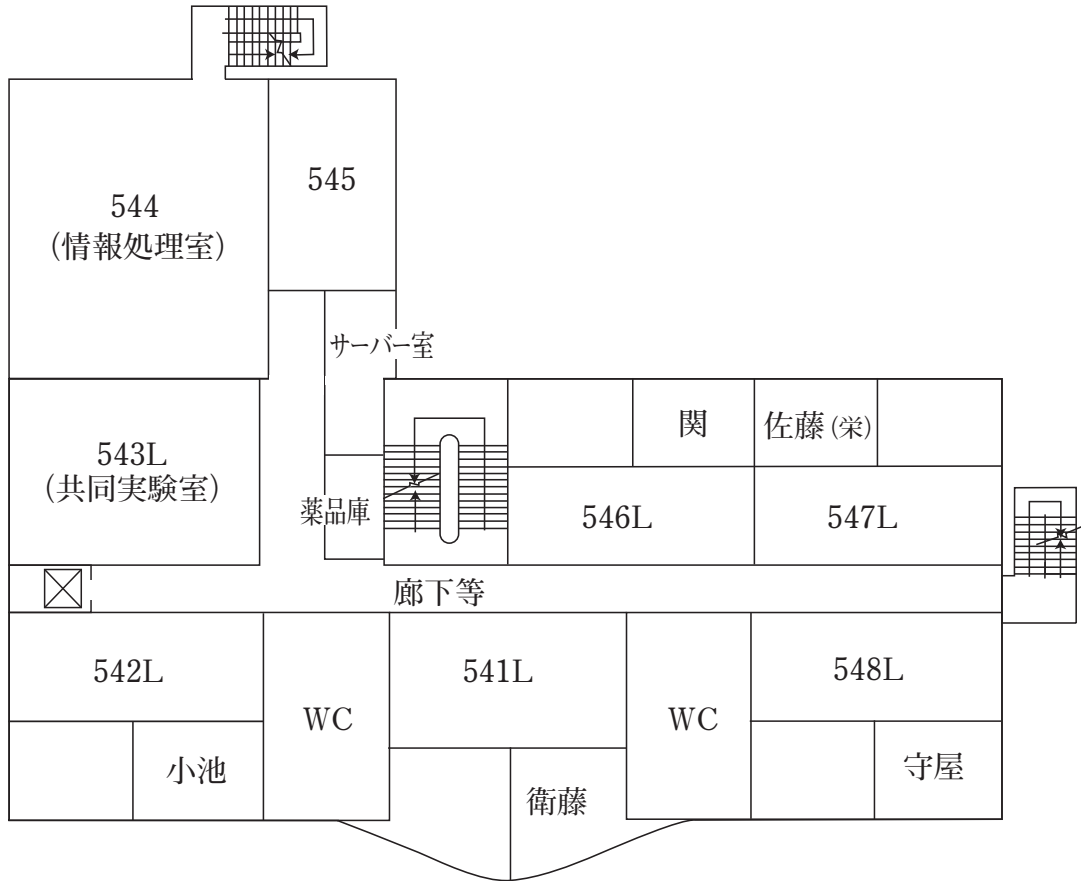 544
（情報処理室）
545
サーバー室
543L
（共同実験室）
薬品庫
関
佐藤（栄）
546L
547L
廊下等
542L
WC
541L
WC
548L
小池
衛藤
守屋